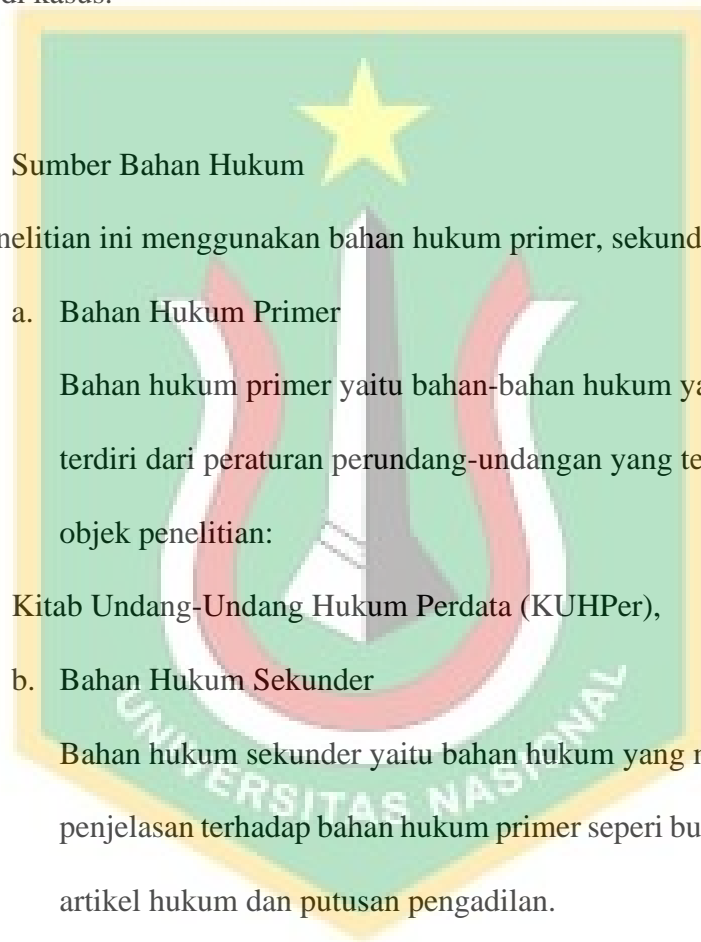 di kasus.
Sumber Bahan Hukum
nelitian ini menggunakan bahan hukum primer, sekund
a. Bahan Hukum Primer
Bahan hukum primer yaitu bahan-bahan hukum ya
terdiri dari peraturan perundang-undangan yang te
objek penelitian:
Kitab Undang-Undang Hukum Perdata (KUHPer),
b. Bahan Hukum Sekunder
Bahan hukum sekunder yaitu bahan hukum yang
penjelasan terhadap bahan hukum primer seperi bu
artikel hukum dan putusan pengadilan.
UNIVERSITAS NASIONAL